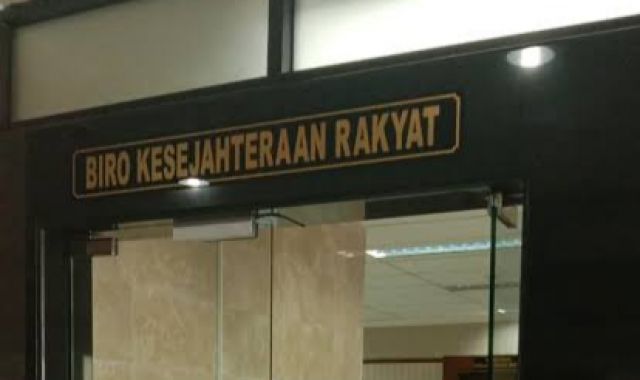 BIRO KESEJAHTERAAN RAKYAT